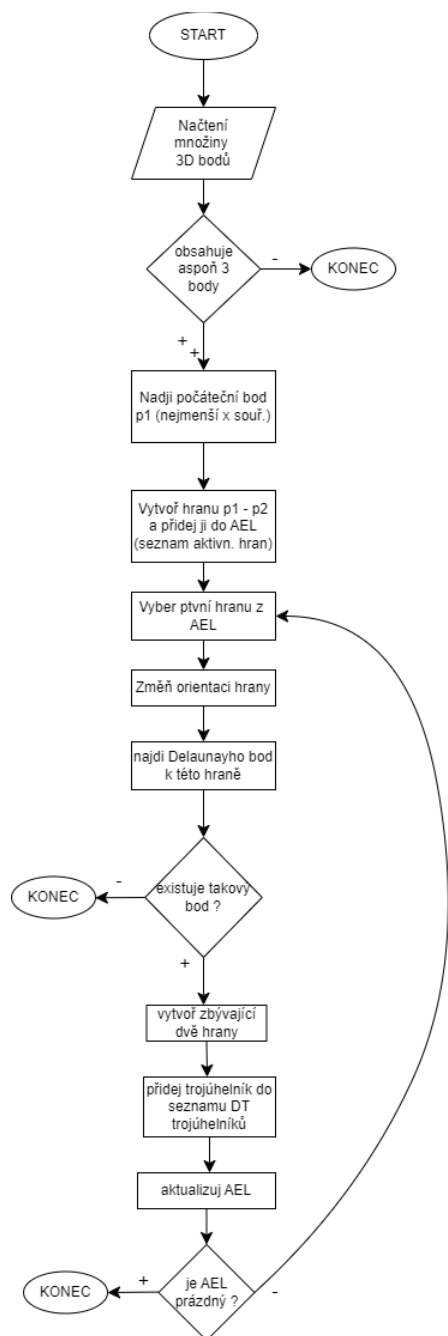 START
Načtení
množiny
3D bodů
obsahuje
aspoň 3
body
-
KONEC
+
+
Nadji počáteční bod
p1 (nejmenší x souř.)
Vytvoř hranu p1 - p2
a přidej ji do AEL
(seznam aktivn. hran)
Vyber ptvní hranu z
AEL
Změň orientaci hrany
najdi Delaunayho bod
k této hraně
existuje takovy
bod ?
-
KONEC
+
vytvoř zbývající
dvě hrany
přidej trojúhelník do
seznamu DT
trojúhelníků
aktualizuj AEL
je AEL
prázdný ?
+
KONEC
-